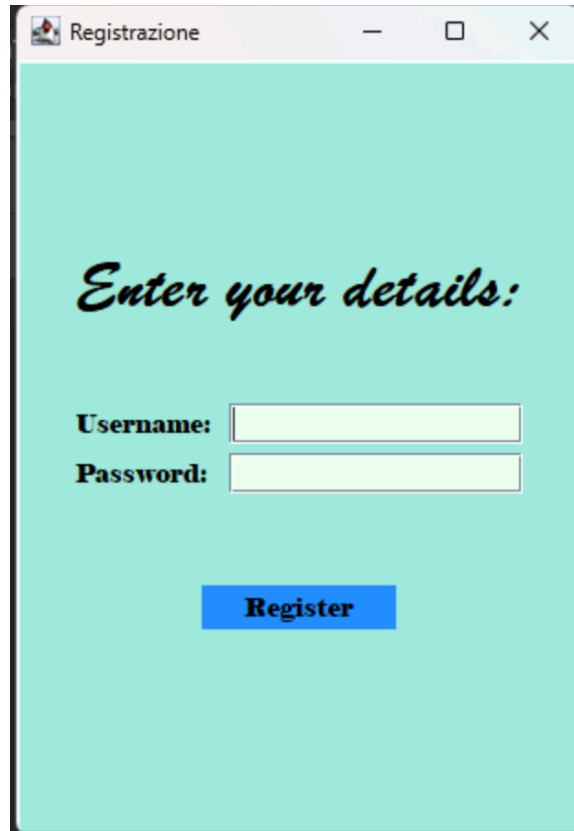 Registrazione
Enter your details:
Username:
Password:
Register